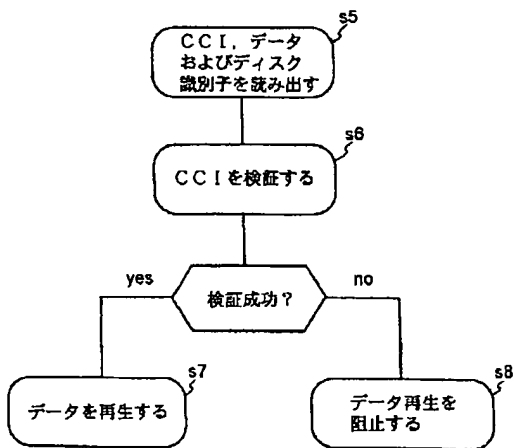 s5
CCI，データ
およびディスク
識別子を読み出す
s6
CCIを検証する
検証成功？
yes
no
s7
データを再生する
s8
データ再生を
阻止する